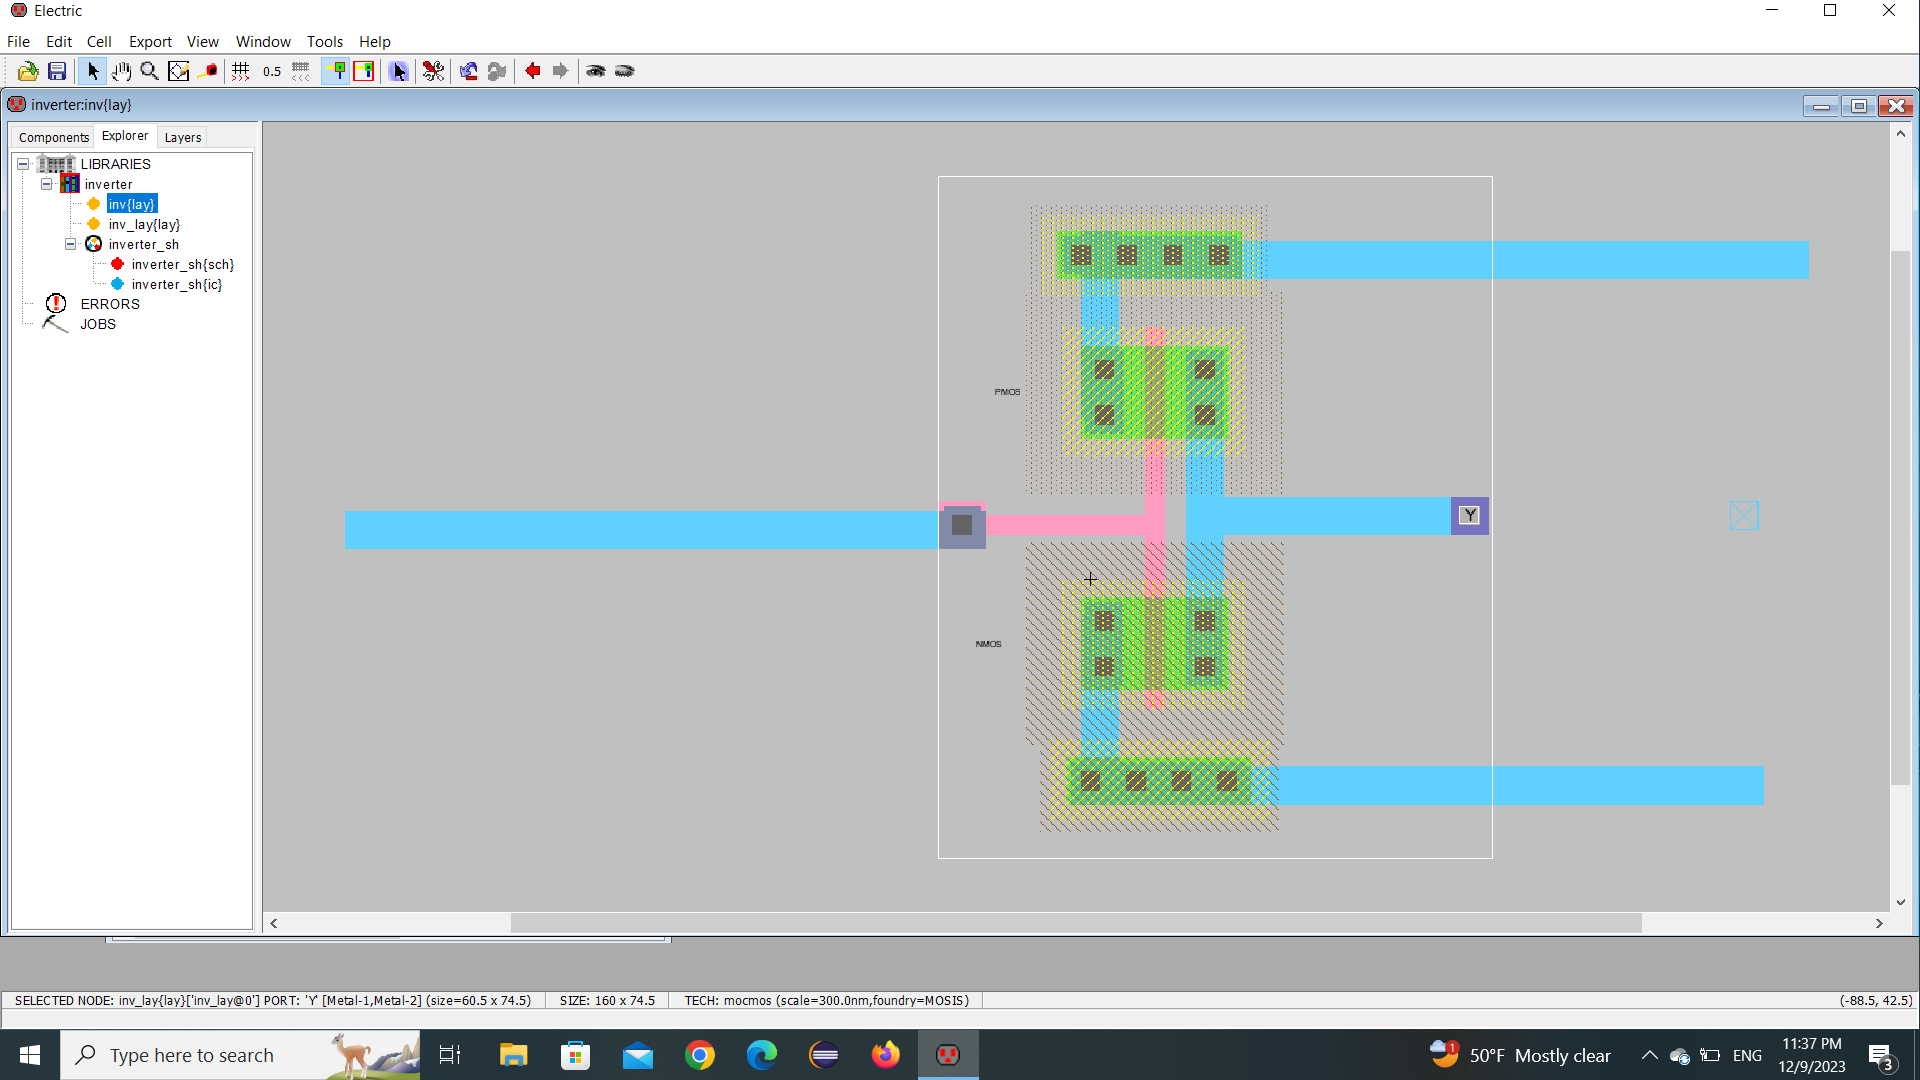 Electric
File Edit Cell Export View Window Tools Help
0.5
inverter:inv{lay}
Components Explorer Layers
LIBRARIES
inverter
inv{lay}
inv_lay{lay}
inverter_sh
inverter_sh{sch}
inverter_sh{ic}
ERRORS
JOBS
PMOS
Y
NMOS
SELECTED NODE: inv_lay{lay}['inv_lay@0'] PORT: 'Y' [Metal-1,Metal-2] (size=60.5 x 74.5) SIZE: 160 x 74.5 TECH: mocmos (scale=300.0nm,foundry=MOSIS) (-88.5, 42.5)
Type here to search
1
50°F Mostly clear
ENG
11:37 PM
12/9/2023
3